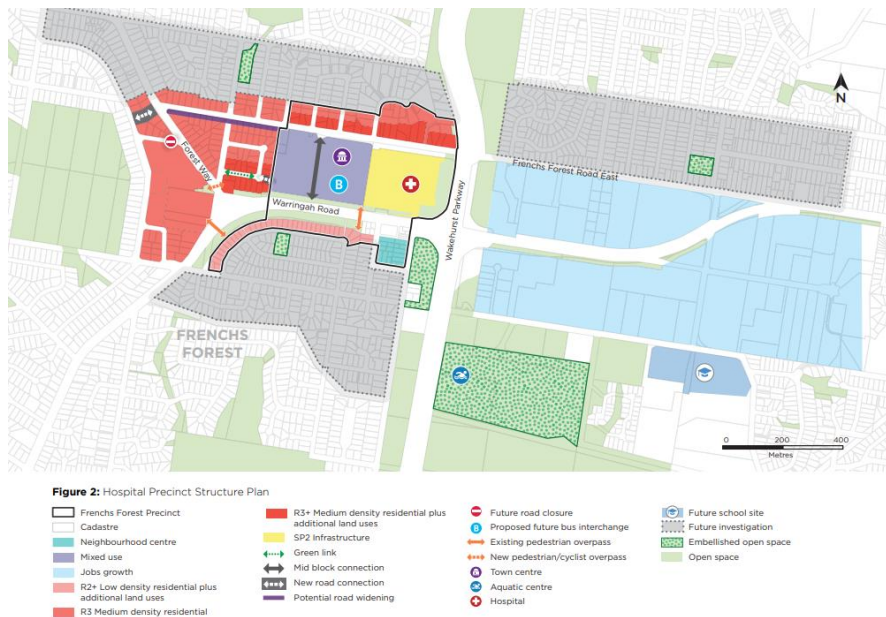 N
Forest Way
Frenchs Forest Road East
B
Warringah Road
Wakehurst Parkway
FRENCHS
FOREST
0 200 400
Metres
Figure 2: Hospital Precinct Structure Plan
Frenchs Forest Precinct
Cadastre
Neighbourhood centre
Mixed use
Jobs growth
R2+ Low density residential plus
additional land uses
R3 Medium density residential
R3+ Medium density residential plus
additional land uses
SP2 Infrastructure
Green link
Mid block connection
New road connection
Potential road widening
Future road closure
B Proposed future bus interchange
Existing pedestrian overpass
New pedestrian/cyclist overpass
Town centre
Aquatic centre
Hospital
Future school site
Future investigation
Embellished open space
Open space